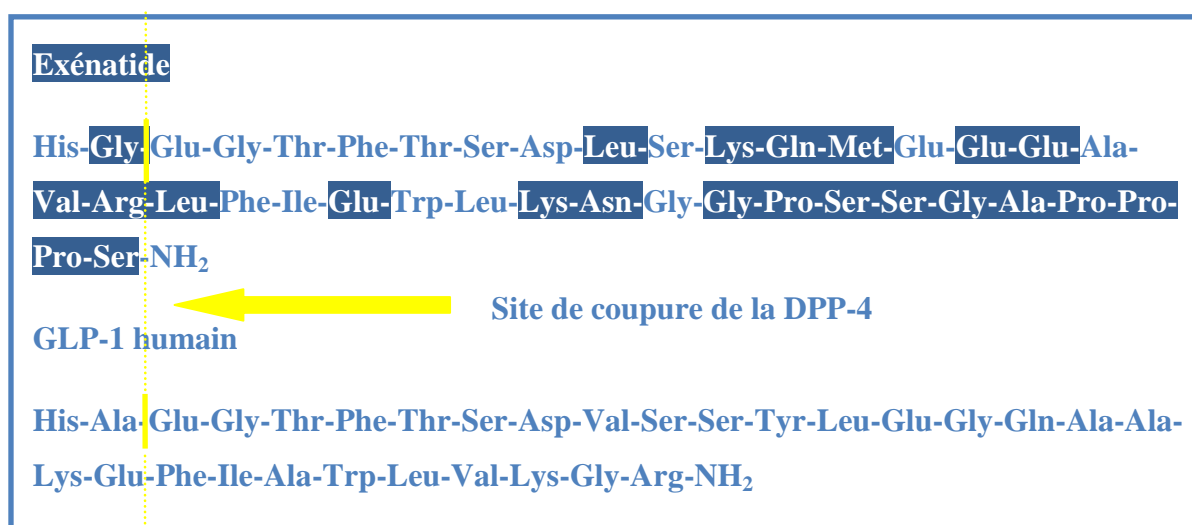 Exénatide
His-Gly-Glu-Gly-Thr-Phe-Thr-Ser-Asp-Leu-Ser-Lys-Gln-Met-Glu-Glu-Glu-Ala-
Val-Arg-Leu-Phe-Ile-Glu-Trp-Leu-Lys-Asn-Gly-Gly-Pro-Ser-Ser-Gly-Ala-Pro-Pro-
Pro-Ser-NH₂
Site de coupure de la DPP-4
GLP-1 humain
His-Ala-Glu-Gly-Thr-Phe-Thr-Ser-Asp-Val-Ser-Ser-Tyr-Leu-Glu-Gly-Gln-Ala-Ala-
Lys-Glu-Phe-Ile-Ala-Trp-Leu-Val-Lys-Gly-Arg-NH₂